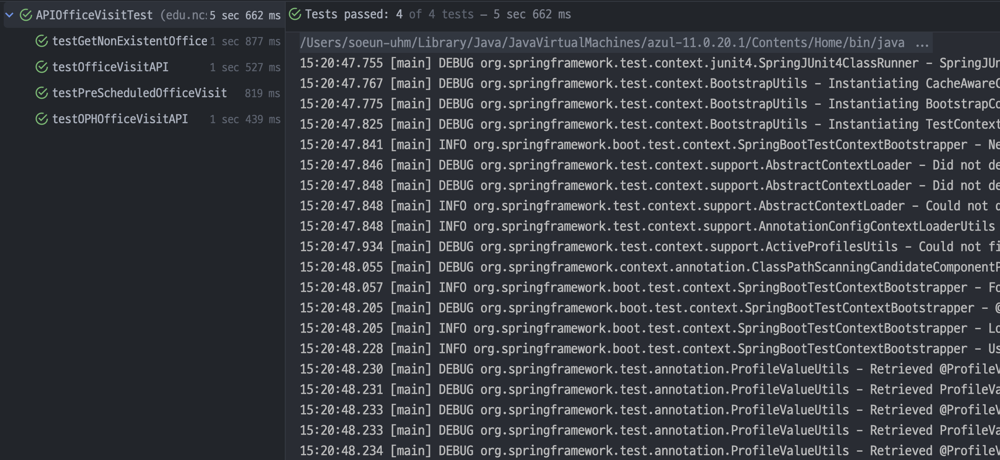 APIOfficeVisitTest (edu.nc 5 sec 662 ms
testGetNonExistentOffice 1 sec 877 ms
testOfficeVisitAPI 1 sec 527 ms
testPreScheduledOfficeVisit 819 ms
testOPHOfficeVisitAPI 1 sec 439 ms
Tests passed: 4 of 4 tests – 5 sec 662 ms
/Users/soeun-uhm/Library/Java/JavaVirtualMachines/azul-11.0.20.1/Contents/Home/bin/java ...
15:20:47.755 [main] DEBUG org.springframework.test.context.junit4.SpringJUnit4ClassRunner - SpringJUn
15:20:47.767 [main] DEBUG org.springframework.test.context.BootstrapUtils - Instantiating CacheAwareC
15:20:47.775 [main] DEBUG org.springframework.test.context.BootstrapUtils - Instantiating BootstrapCo
15:20:47.825 [main] DEBUG org.springframework.test.context.BootstrapUtils - Instantiating TestContext
15:20:47.841 [main] INFO org.springframework.boot.test.context.SpringBootTestContextBootstrapper - Ne
15:20:47.846 [main] DEBUG org.springframework.test.context.support.AbstractContextLoader - Did not de
15:20:47.848 [main] DEBUG org.springframework.test.context.support.AbstractContextLoader - Did not de
15:20:47.848 [main] INFO org.springframework.test.context.support.AbstractContextLoader - Could not d
15:20:47.848 [main] INFO org.springframework.test.context.support.AnnotationConfigContextLoaderUtils
15:20:47.934 [main] DEBUG org.springframework.test.context.support.ActiveProfilesUtils - Could not fi
15:20:48.055 [main] DEBUG org.springframework.context.annotation.ClassPathScanningCandidateComponentP
15:20:48.057 [main] INFO org.springframework.boot.test.context.SpringBootTestContextBootstrapper - Fo
15:20:48.205 [main] DEBUG org.springframework.boot.test.context.SpringBootTestContextBootstrapper - @
15:20:48.205 [main] INFO org.springframework.boot.test.context.SpringBootTestContextBootstrapper - Lo
15:20:48.228 [main] INFO org.springframework.boot.test.context.SpringBootTestContextBootstrapper - Us
15:20:48.230 [main] DEBUG org.springframework.test.annotation.ProfileValueUtils - Retrieved @ProfileV
15:20:48.231 [main] DEBUG org.springframework.test.annotation.ProfileValueUtils - Retrieved ProfileVa
15:20:48.233 [main] DEBUG org.springframework.test.annotation.ProfileValueUtils - Retrieved @ProfileV
15:20:48.233 [main] DEBUG org.springframework.test.annotation.ProfileValueUtils - Retrieved ProfileVa
15:20:48.234 [main] DEBUG org.springframework.test.annotation.ProfileValueUtils - Retrieved @ProfileV